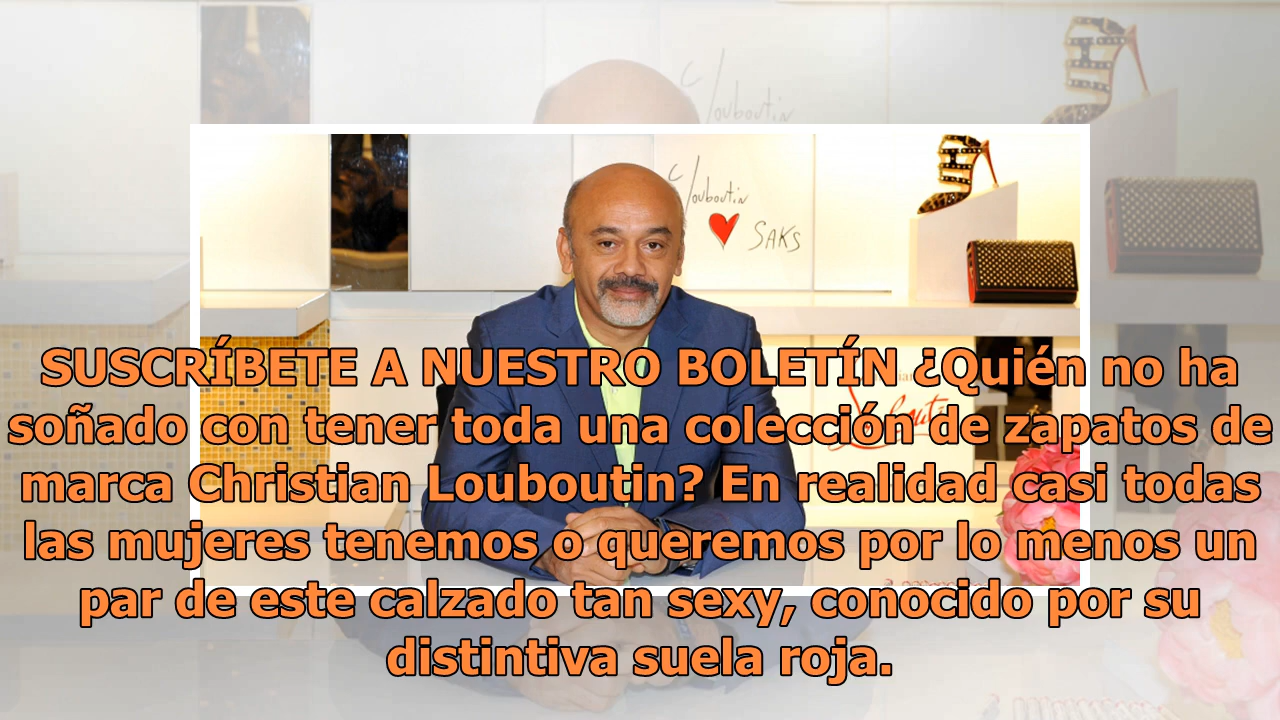 C/Louboutin
C/Louboutin
SAKS
SUSCRÍBETE A NUESTRO BOLETÍN ¿Quién no ha
soñado con tener toda una colección de zapatos de
marca Christian Louboutin? En realidad casi todas
las mujeres tenemos o queremos por lo menos un
par de este calzado tan sexy, conocido por su
distintiva suela roja.